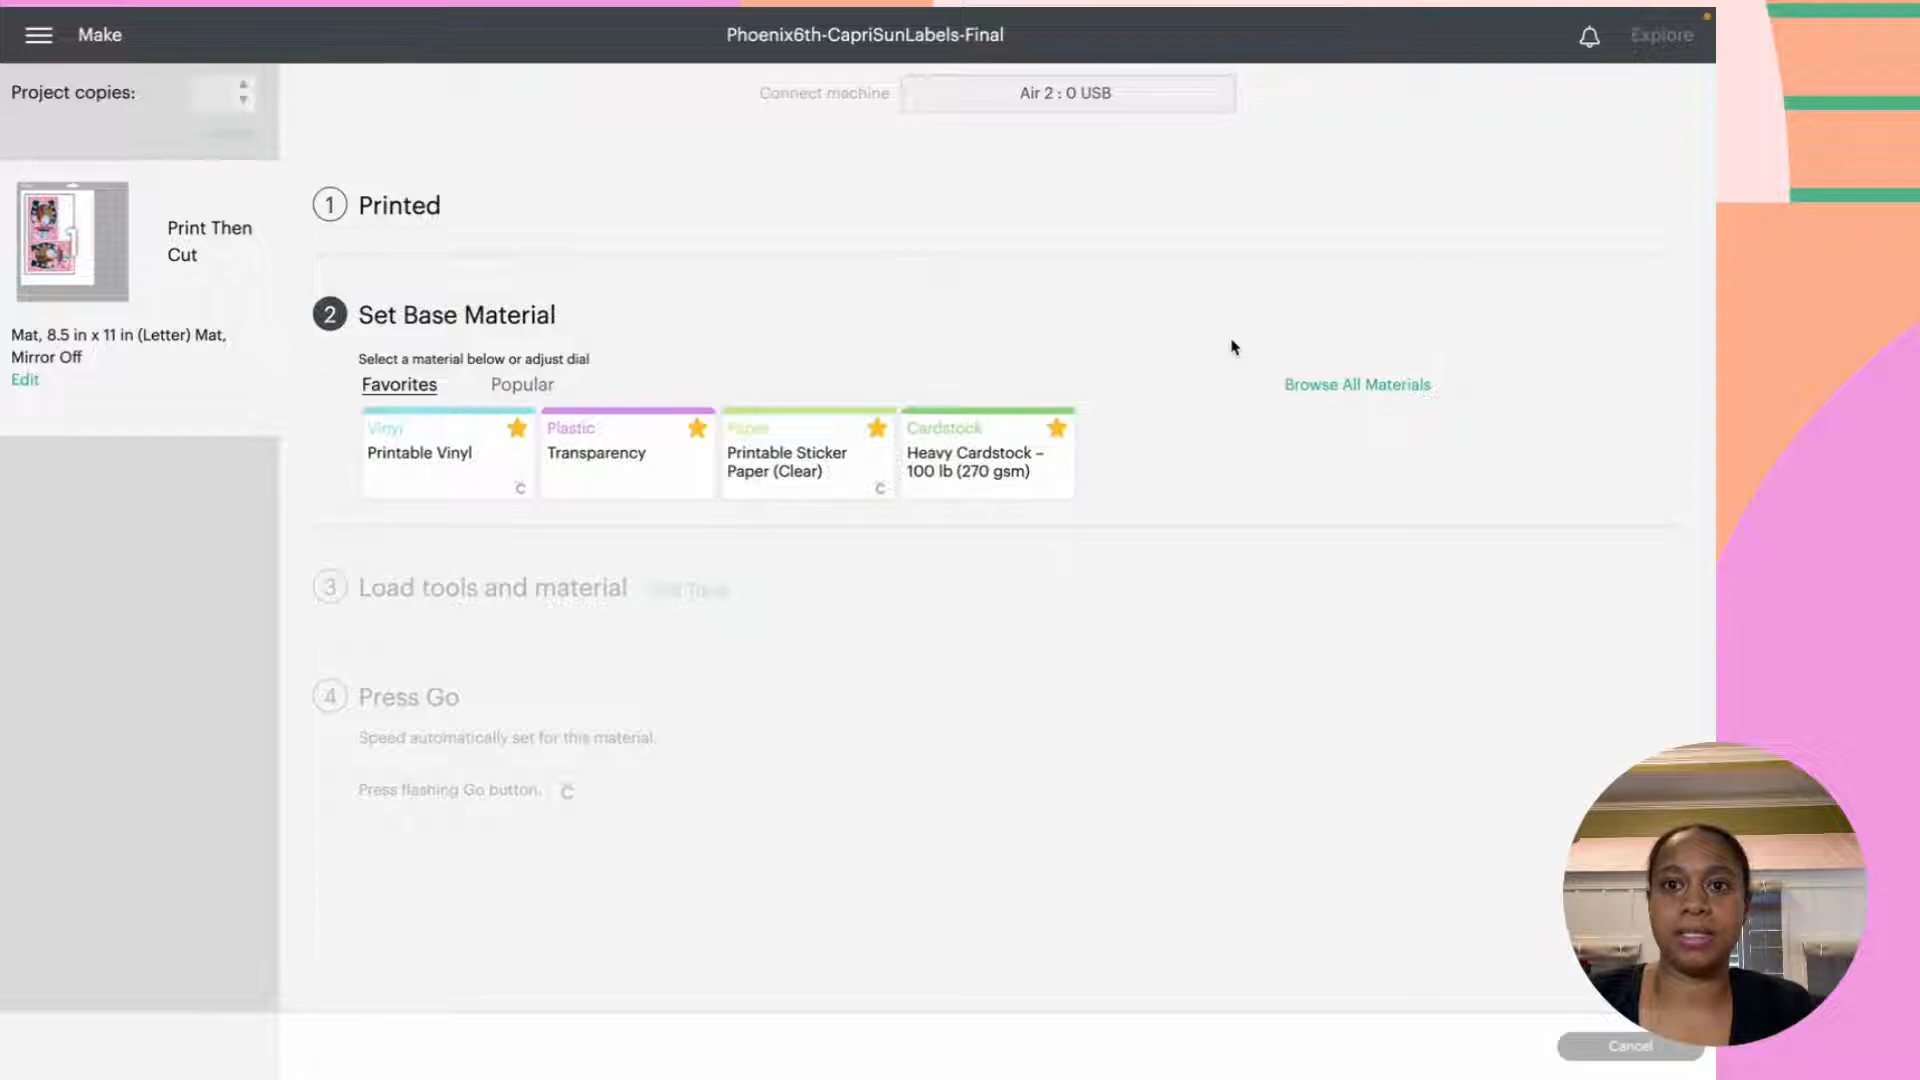 Make
Phoenix6th-CapriSunLabels-Final
Explore
Project copies:
Connect machine
Air 2 : 0 USB
Print Then
Cut
Mat, 8.5 in x 11 in (Letter) Mat,
Mirror Off
Edit
1 Printed
2 Set Base Material
Select a material below or adjust dial
Favorites
Popular
Browse All Materials
Vinyl
Printable Vinyl
C
Plastic
Transparency
Paper
Printable Sticker
Paper (Clear)
C
Cardstock
Heavy Cardstock –
100 lb (270 gsm)
3 Load tools and material
4 Press Go
Speed automatically set for this material.
Press flashing Go button. C
Cancel